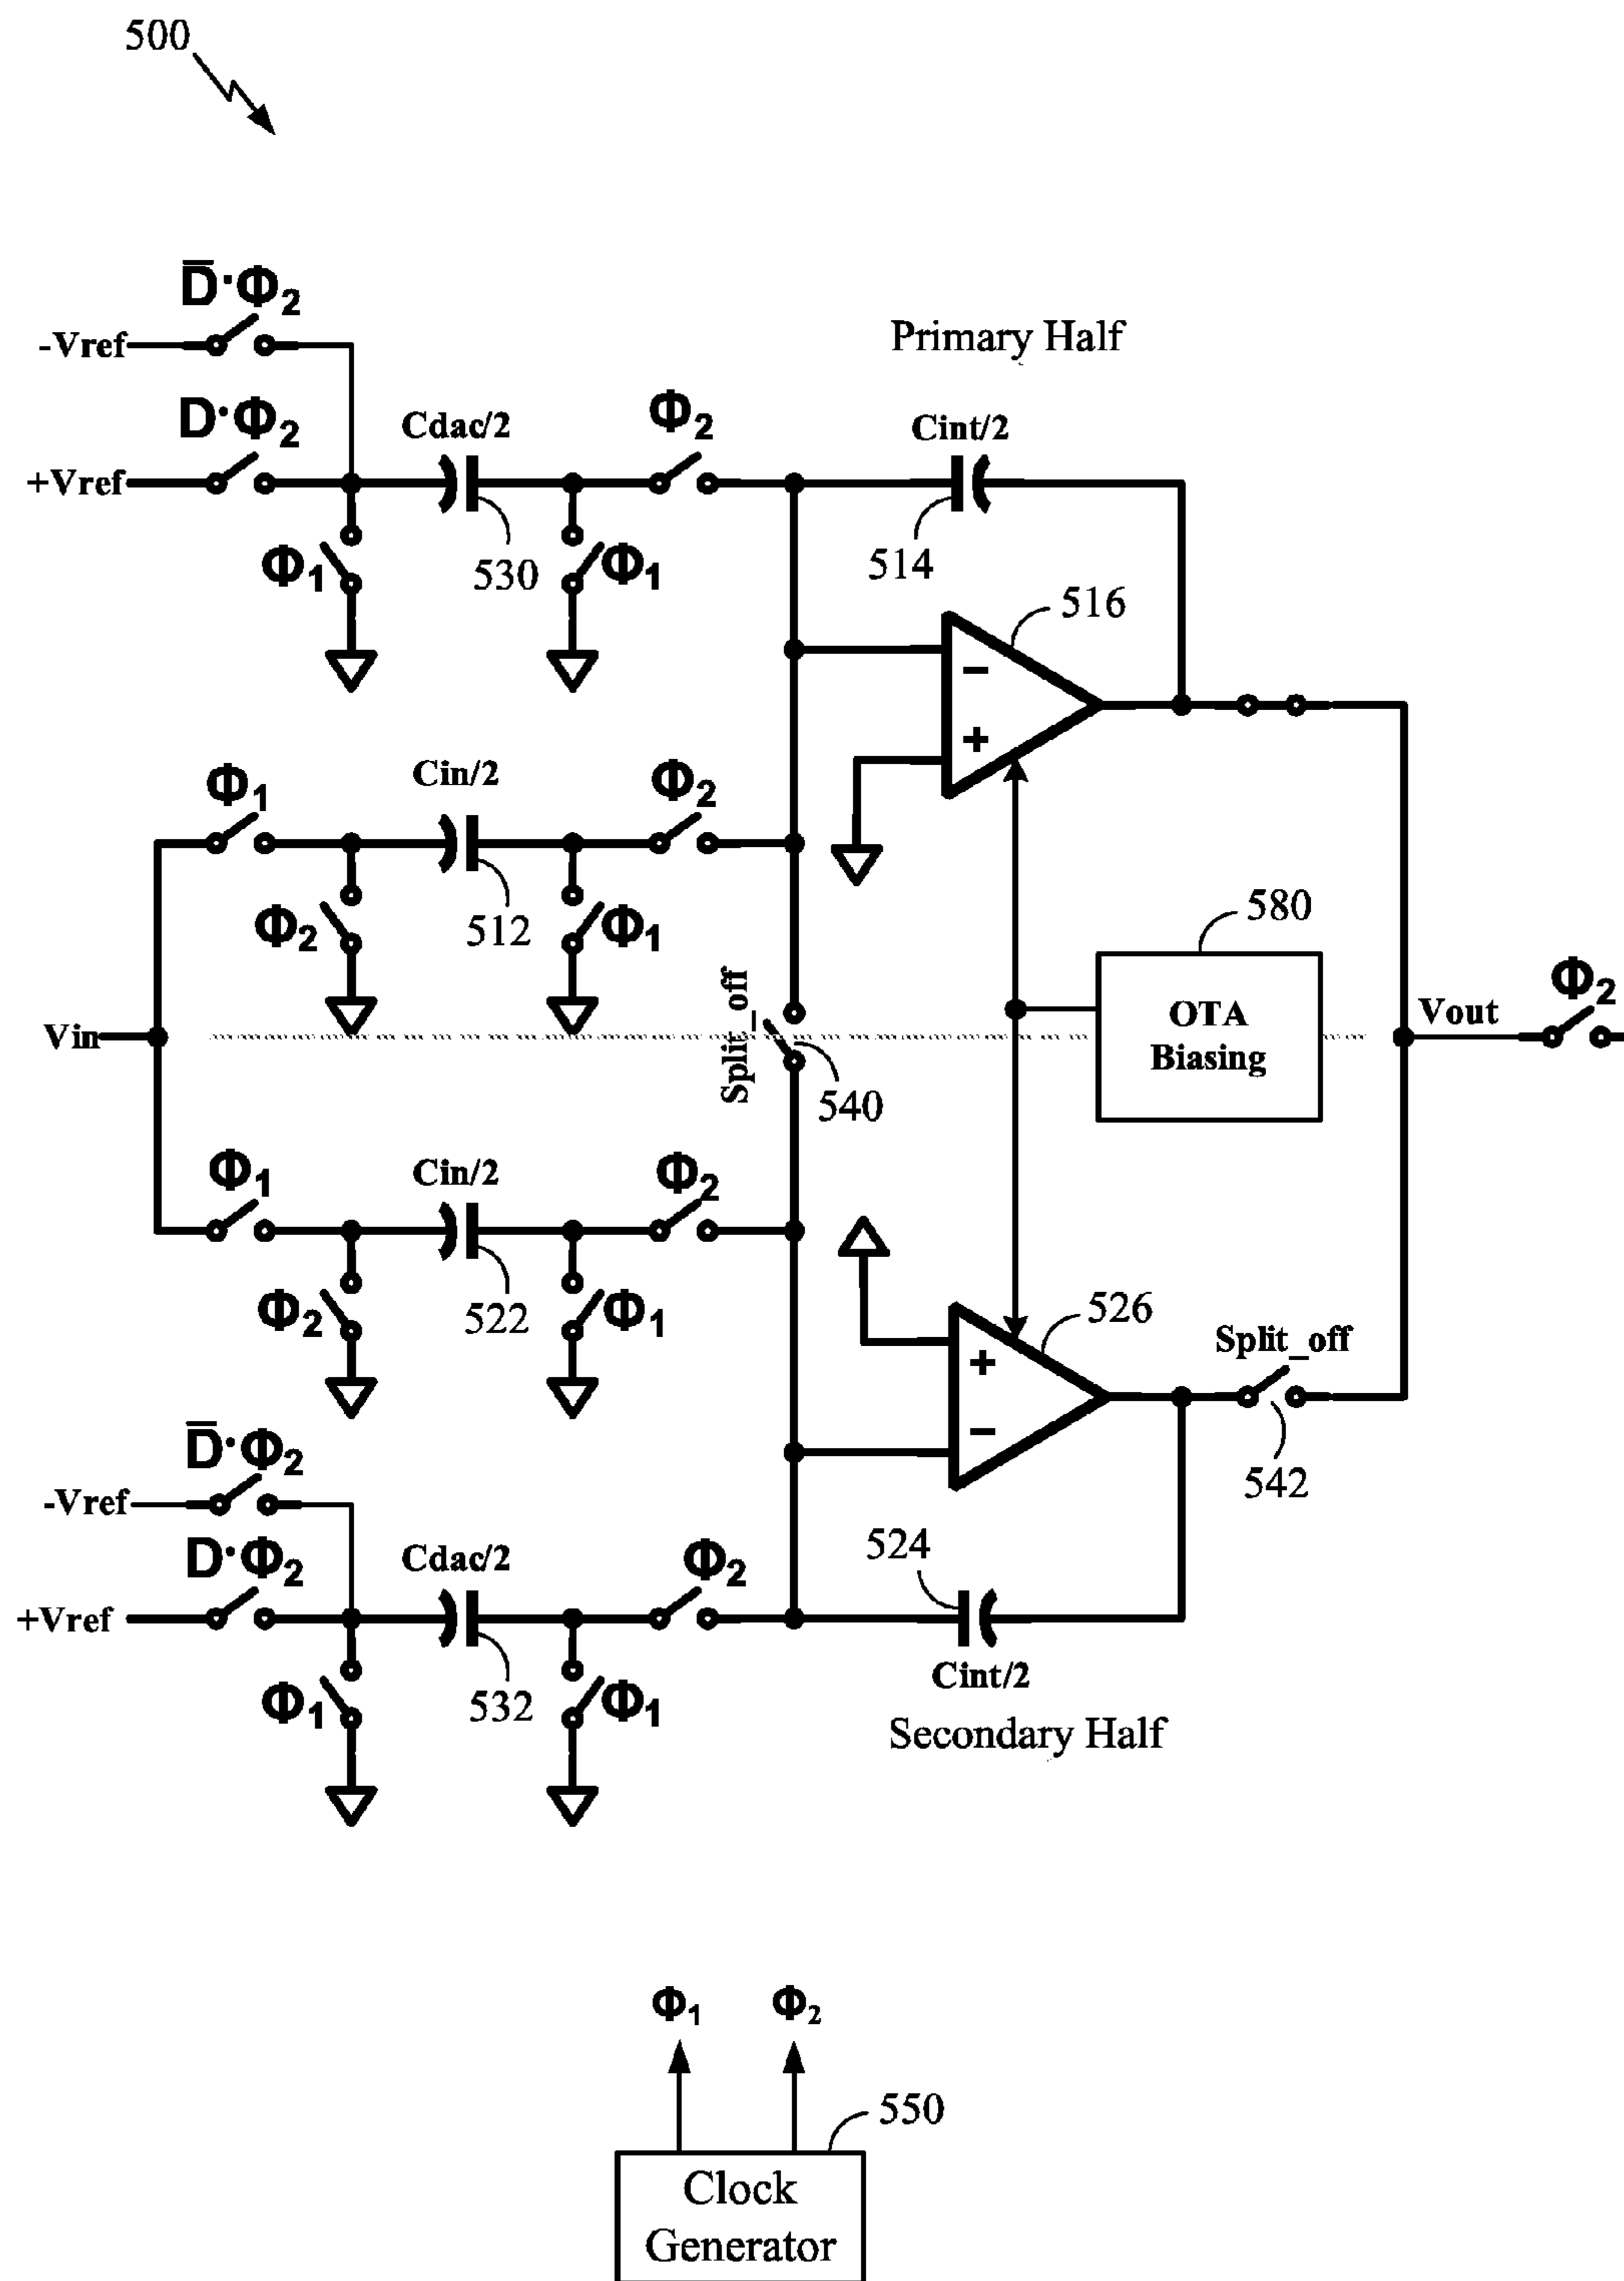 500
D̅·Φ₂
-Vref
Primary Half
D·Φ₂
Cdac/2
Φ₂
Cint/2
+Vref
Φ₁
530
Φ₁
514
516
−
+
Φ₁
Cin/2
Φ₂
Φ₂
512
Φ₁
580
Split_off
OTA
Biasing
Vin
Vout
Φ₂
540
Φ₁
Cin/2
Φ₂
Φ₂
522
Φ₁
526
+
−
Split_off
542
D̅·Φ₂
-Vref
D·Φ₂
Cdac/2
Φ₂
524
+Vref
Φ₁
532
Φ₁
Cint/2
Secondary Half
Φ₁ Φ₂
550
Clock
Generator